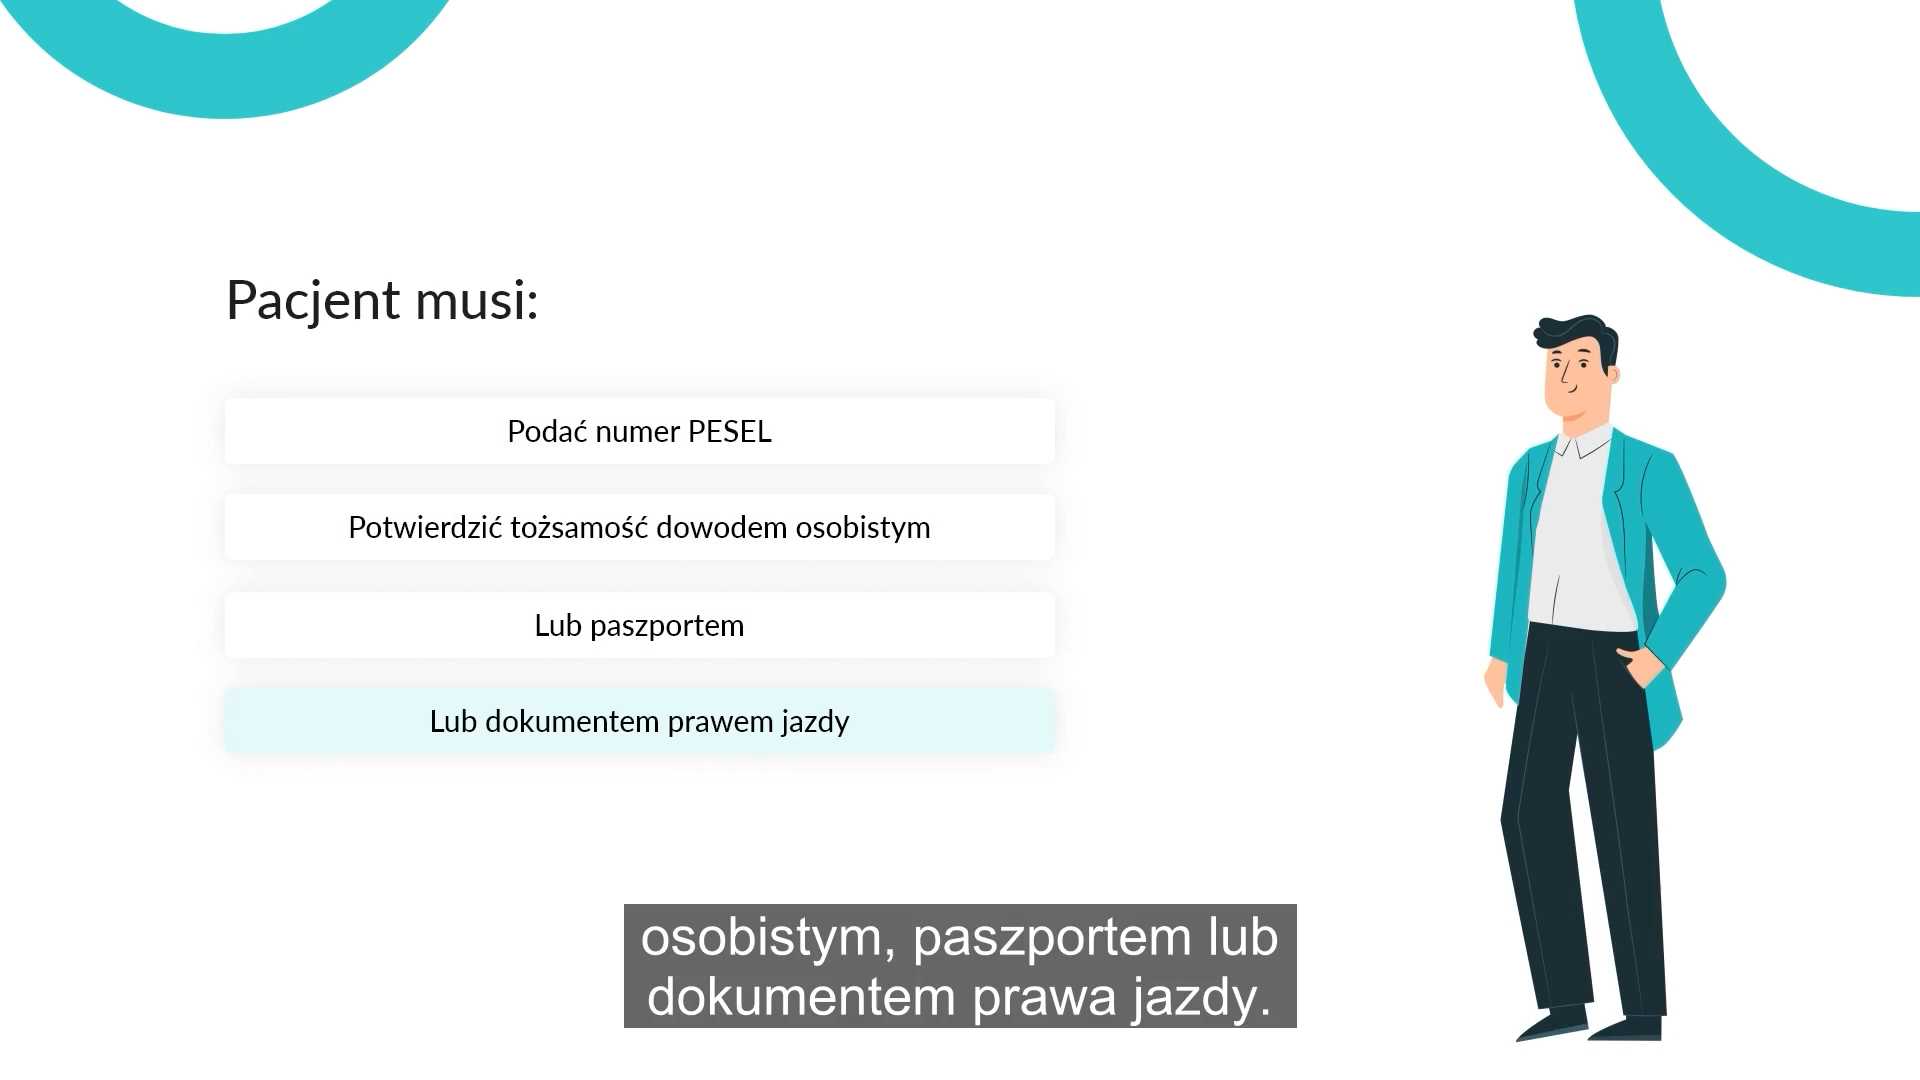 Pacjent musi:
Podać numer PESEL
Potwierdzić tożsamość dowodem osobistym
Lub paszportem
Lub dokumentem prawem jazdy
osobistym, paszportem lub
dokumentem prawa jazdy.